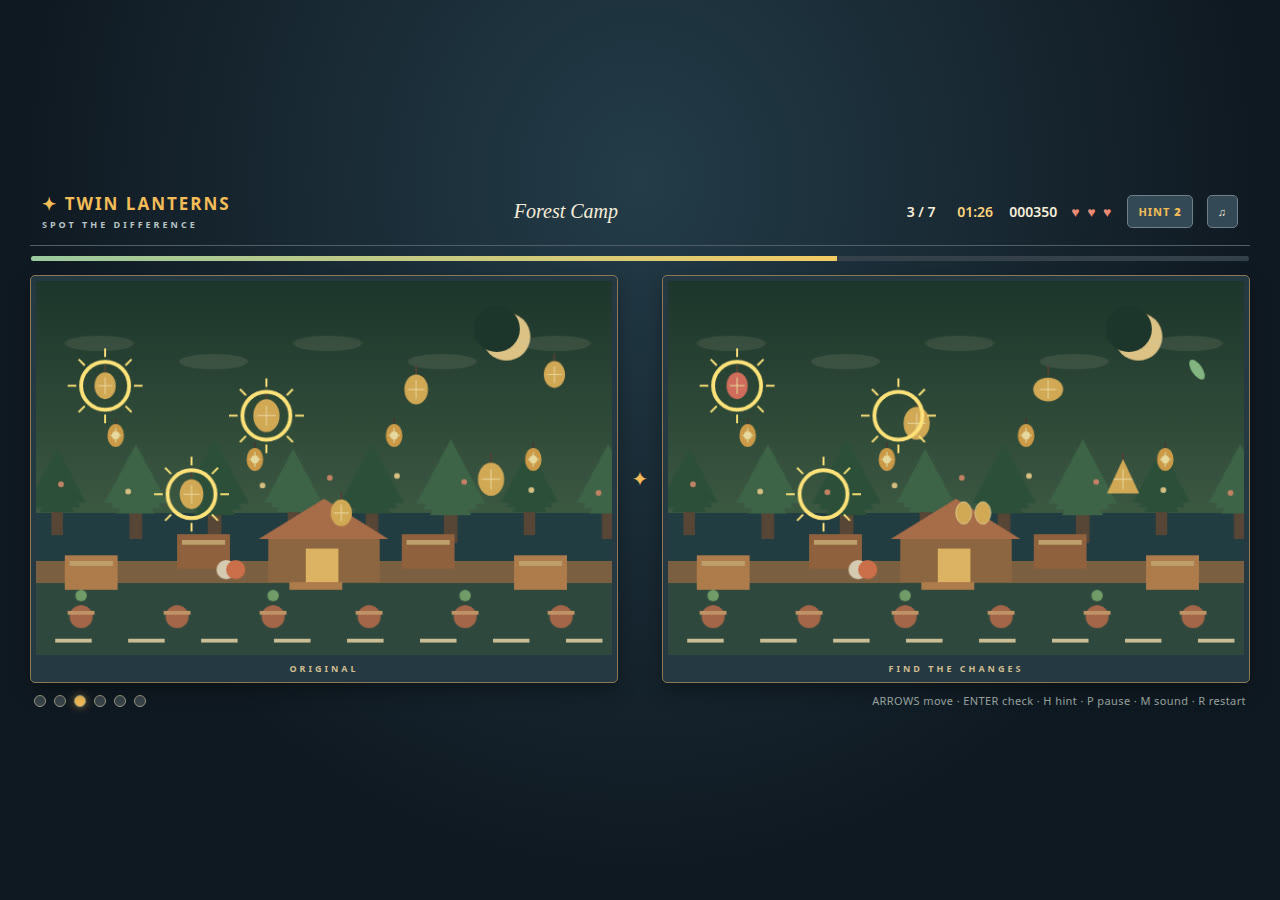 ✦ TWIN LANTERNS
SPOT THE DIFFERENCE
Forest Camp
3 / 7 01:26 000350 ♥ ♥ ♥ HINT 2 ♫
ORIGINAL
FIND THE CHANGES
ARROWS move · ENTER check · H hint · P pause · M sound · R restart